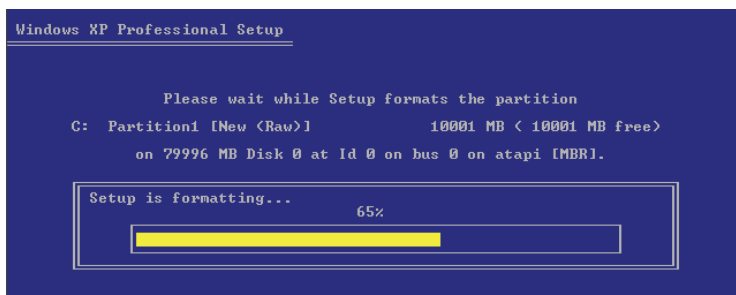 Windows XP Professional Setup
Please wait while Setup formats the partition
C: Partition1 [New (Raw)] 10001 MB ( 10001 MB free)
on 79996 MB Disk 0 at Id 0 on bus 0 on atapi [MBR].
Setup is formatting...
65%